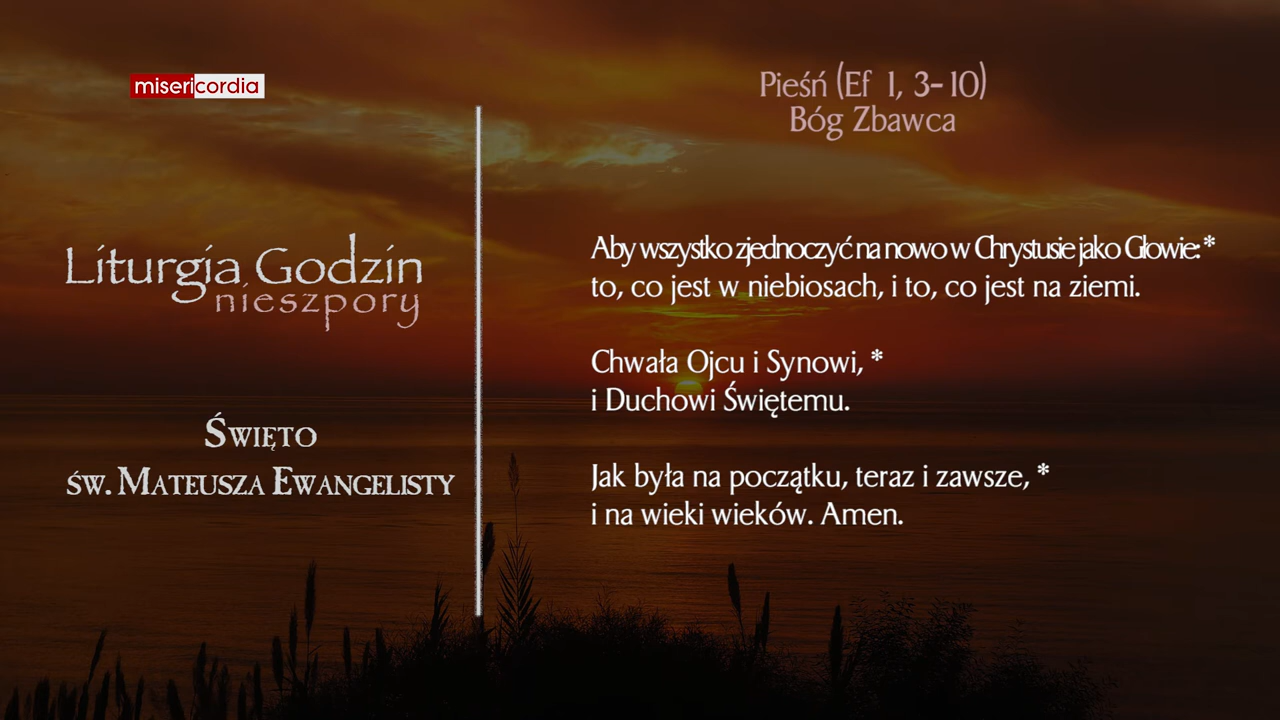 misericordia
Liturgia Godzin
nieszpory
Święto
św. Mateusza Ewangelisty
Pieśń (Ef 1, 3-10)
Bóg Zbawca
Aby wszystko zjednoczyć na nowo w Chrystusie jako Głowie: *
to, co jest w niebiosach, i to, co jest na ziemi.
Chwała Ojcu i Synowi, *
i Duchowi Świętemu.
Jak była na początku, teraz i zawsze, *
i na wieki wieków. Amen.